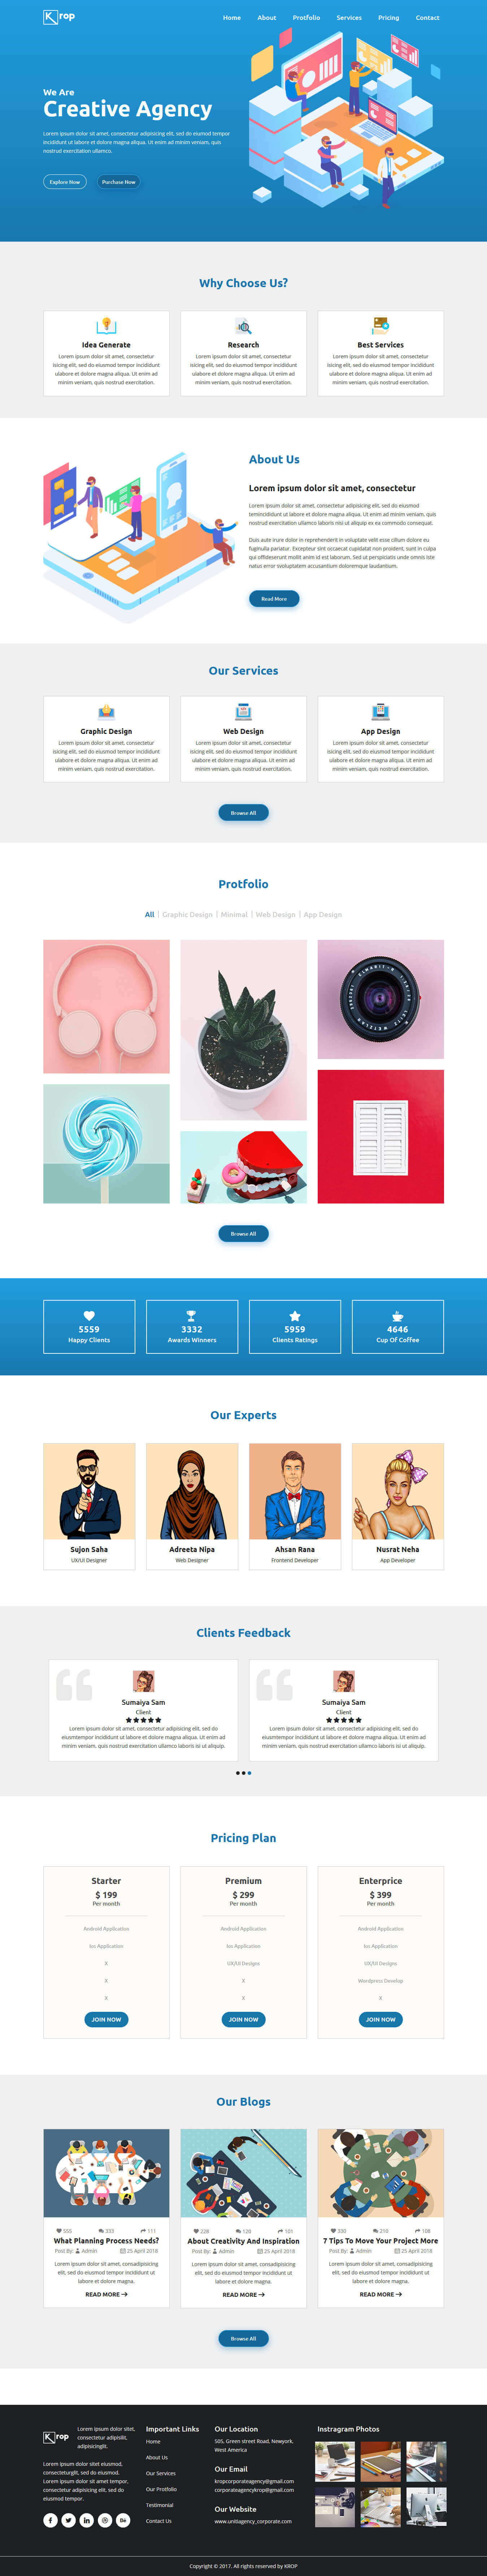 Krop
Home About Protfolio Services Pricing Contact
We Are
Creative Agency
Lorem ipsum dolor sit amet, consectetur adipisicing elit, sed do eiusmod tempor
incididunt ut labore et dolore magna aliqua. Ut enim ad minim veniam, quis
nostrud exercitation ullamco.
Explore Now Purchase Now
Why Choose Us?
Idea Generate
Lorem ipsum dolor sit amet, consectetur
isicing elit, sed do eiusmod tempor incididunt
ulabore et dolore magna aliqua. Ut enim ad
minim veniam, quis nostrud exercitation.
Research
Lorem ipsum dolor sit amet, consectetur
isicing elit, sed do eiusmod tempor incididunt
ulabore et dolore magna aliqua. Ut enim ad
minim veniam, quis nostrud exercitation.
Best Services
Lorem ipsum dolor sit amet, consectetur
isicing elit, sed do eiusmod tempor incididunt
ulabore et dolore magna aliqua. Ut enim ad
minim veniam, quis nostrud exercitation.
About Us
Lorem ipsum dolor sit amet, consectetur
Lorem ipsum dolor sit amet, consectetur adipisicing elit, sed do eiusmod
temincididunt ut labore et dolore magna aliqua. Ut enim ad minim veniam, quis
nostrud exercitation ullamco laboris nisi ut aliquip ex ea commodo consequat.
Duis aute irure dolor in reprehenderit in voluptate velit esse cillum dolore eu
fuginulla pariatur. Excepteur sint occaecat cupidatat non proident, sunt in culpa
qui offideserunt mollit anim id est laborum. Sed ut perspiciatis unde omnis iste
natus error voluptatem accusantium doloremque laudantium.
Read More
Our Services
Graphic Design
Lorem ipsum dolor sit amet, consectetur
isicing elit, sed do eiusmod tempor incididunt
ulabore et dolore magna aliqua. Ut enim ad
minim veniam, quis nostrud exercitation.
Web Design
Lorem ipsum dolor sit amet, consectetur
isicing elit, sed do eiusmod tempor incididunt
ulabore et dolore magna aliqua. Ut enim ad
minim veniam, quis nostrud exercitation.
App Design
Lorem ipsum dolor sit amet, consectetur
isicing elit, sed do eiusmod tempor incididunt
ulabore et dolore magna aliqua. Ut enim ad
minim veniam, quis nostrud exercitation.
Browse All
Protfolio
All | Graphic Design | Minimal | Web Design | App Design
Browse All
5559
Happy Clients
3332
Awards Winners
5959
Clients Ratings
4646
Cup Of Coffee
Our Experts
Sujon Saha
UX/UI Designer
Adreeta Nipa
Web Designer
Ahsan Rana
Frontend Developer
Nusrat Neha
App Developer
Clients Feedback
Sumaiya Sam
Client
Lorem ipsum dolor sit amet, consectetur adipisicing elit, sed do
eiusmtempor incididunt ut labore et dolore magna aliqua. Ut enim ad
minim veniam, quis nostrud exercitation ullamco laboris isi ut aliquip.
Sumaiya Sam
Client
Lorem ipsum dolor sit amet, consectetur adipisicing elit, sed do
eiusmtempor incididunt ut labore et dolore magna aliqua. Ut enim ad
minim veniam, quis nostrud exercitation ullamco laboris isi ut aliquip.
Pricing Plan
Starter
$ 199
Per month
Android Application
Ios Application
X
X
X
JOIN NOW
Premium
$ 299
Per month
Android Application
Ios Application
UX/UI Designs
X
X
JOIN NOW
Enterprice
$ 399
Per month
Android Application
Ios Application
UX/UI Designs
Wordpress Develop
X
JOIN NOW
Our Blogs
555 333 111
What Planning Process Needs?
Post By: Admin 25 April 2018
Lorem ipsum dolor sit amet, consadipisicing
elit, sed do eiusmod tempor incididunt ut
labore et dolore magna.
READ MORE
228 120 101
About Creativity And Inspiration
Post By: Admin 25 April 2018
Lorem ipsum dolor sit amet, consadipisicing
elit, sed do eiusmod tempor incididunt ut
labore et dolore magna.
READ MORE
330 210 108
7 Tips To Move Your Project More
Post By: Admin 25 April 2018
Lorem ipsum dolor sit amet, consadipisicing
elit, sed do eiusmod tempor incididunt ut
labore et dolore magna.
READ MORE
Browse All
Krop
Lorem ipsum dolor sitet,
consectetur adipisilit,
adipisicinglit.
Lorem ipsum dolor sitet eiusmod,
consecteturglit, sed do eiusmod.
Lorem ipsum dolor sit amet tempor,
consectetur adipisicing elit, sed do
eiusmod tempor.
Important Links
Home
About Us
Our Services
Our Protfolio
Testimonial
Contact Us
Our Location
505, Green street Road, Newyork,
West America
Our Email
kropcorporateagency@gmail.com
corporateagencykrop@gmail.com
Our Website
www.unitiagency_corporate.com
Instragram Photos
Copyright © 2017. All rights reserved by KROP